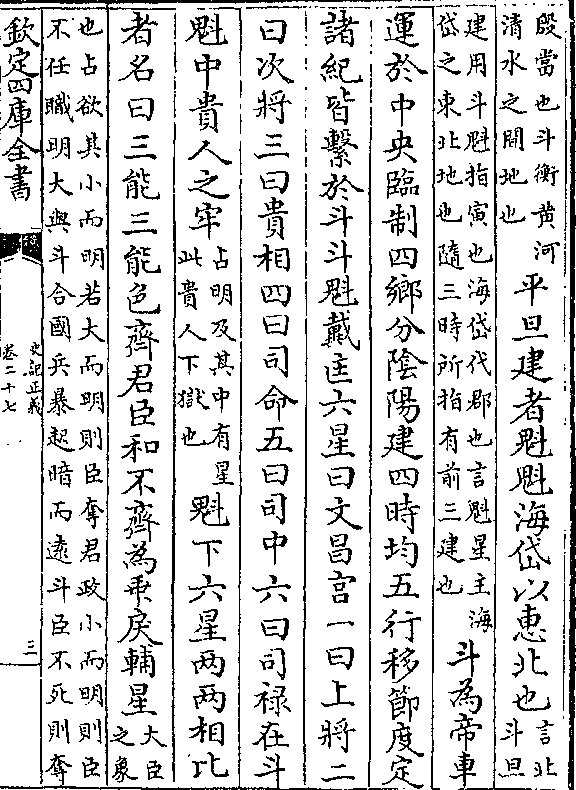 殷當也斗衡黄河
清水之間地也
平旦建者魁魁海岱以恵北也
言北
斗旦
建用斗魁指寅也海岱代郡也言魁星主海
岱之東北地也隨三時所指有前三建也
斗為帝車
運於中央臨制四鄉分陰陽建四時均五行移節度定
諸紀皆繫於斗斗魁戴匡六星曰文昌宫一曰上將二
曰次將三曰貴相四曰司命五曰司中六曰司禄在斗
魁中貴人之牢
占明及其中有星
此貴人下獄也
魁下六星两两相比
者名曰三能三能色齊君臣和不齊為乖戾輔星
大臣
之象
也占欲其小而明若大而明則臣奪君政小而明則臣
不任職明大與斗合國兵暴起暗而逺斗臣不死則奪
欽定四庫全書
史記正義
卷二十七
三